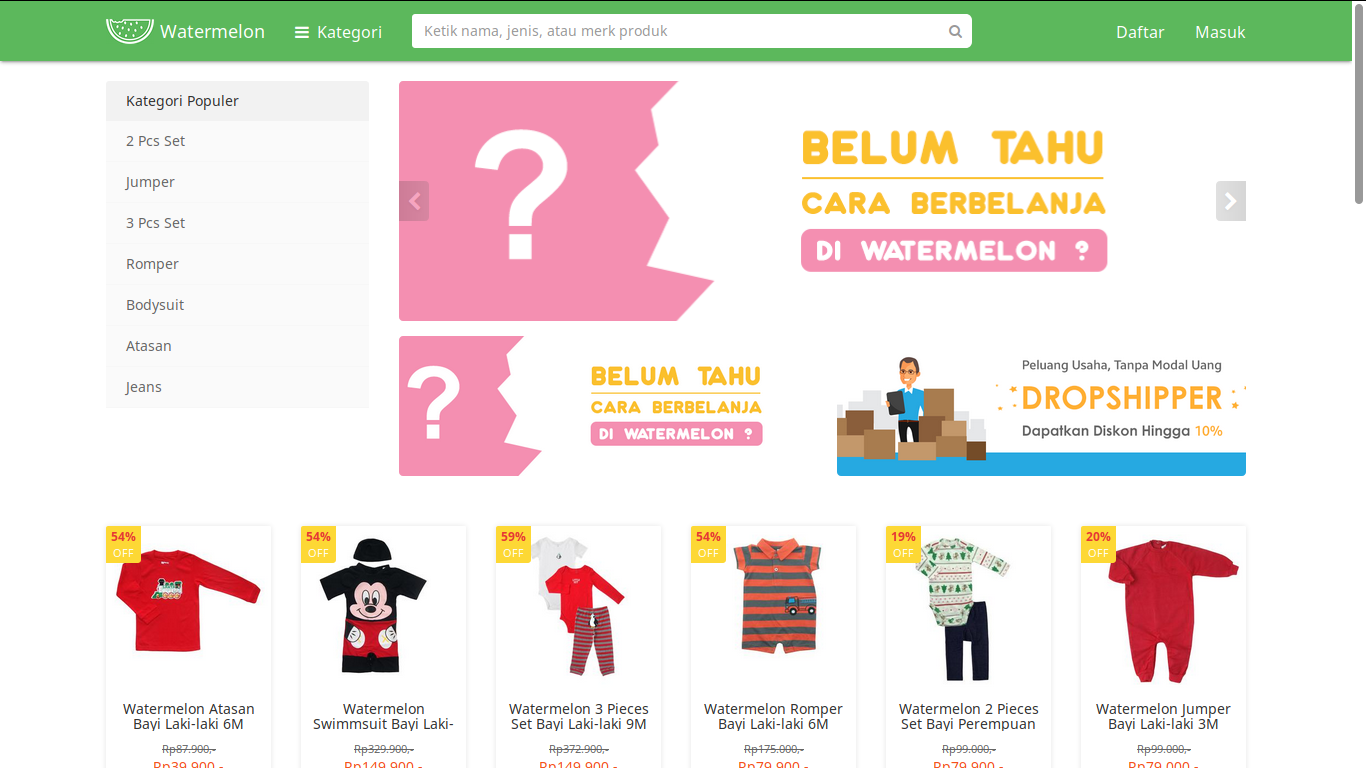 Watermelon
Kategori
Ketik nama, jenis, atau merk produk
Daftar
Masuk
Kategori Populer
2 Pcs Set
Jumper
3 Pcs Set
Romper
Bodysuit
Atasan
Jeans
?
BELUM TAHU
CARA BERBELANJA
DI WATERMELON ?
?
BELUM TAHU
CARA BERBELANJA
DI WATERMELON ?
Peluang Usaha, Tanpa Modal Uang
DROPSHIPPER
Dapatkan Diskon Hingga 10%
54%
OFF
Watermelon Atasan
Bayi Laki-laki 6M
Rp87.900,-
Rp39.900,-
54%
OFF
Watermelon
Swimmsuit Bayi Laki-
Rp329.900,-
Rp149.900,-
59%
OFF
Watermelon 3 Pieces
Set Bayi Laki-laki 9M
Rp372.900,-
Rp149.900,-
54%
OFF
Watermelon Romper
Bayi Laki-laki 6M
Rp175.000,-
Rp79.900,-
19%
OFF
Watermelon 2 Pieces
Set Bayi Perempuan
Rp99.000,-
Rp79.900,-
20%
OFF
Watermelon Jumper
Bayi Laki-laki 3M
Rp99.000,-
Rp79.000,-